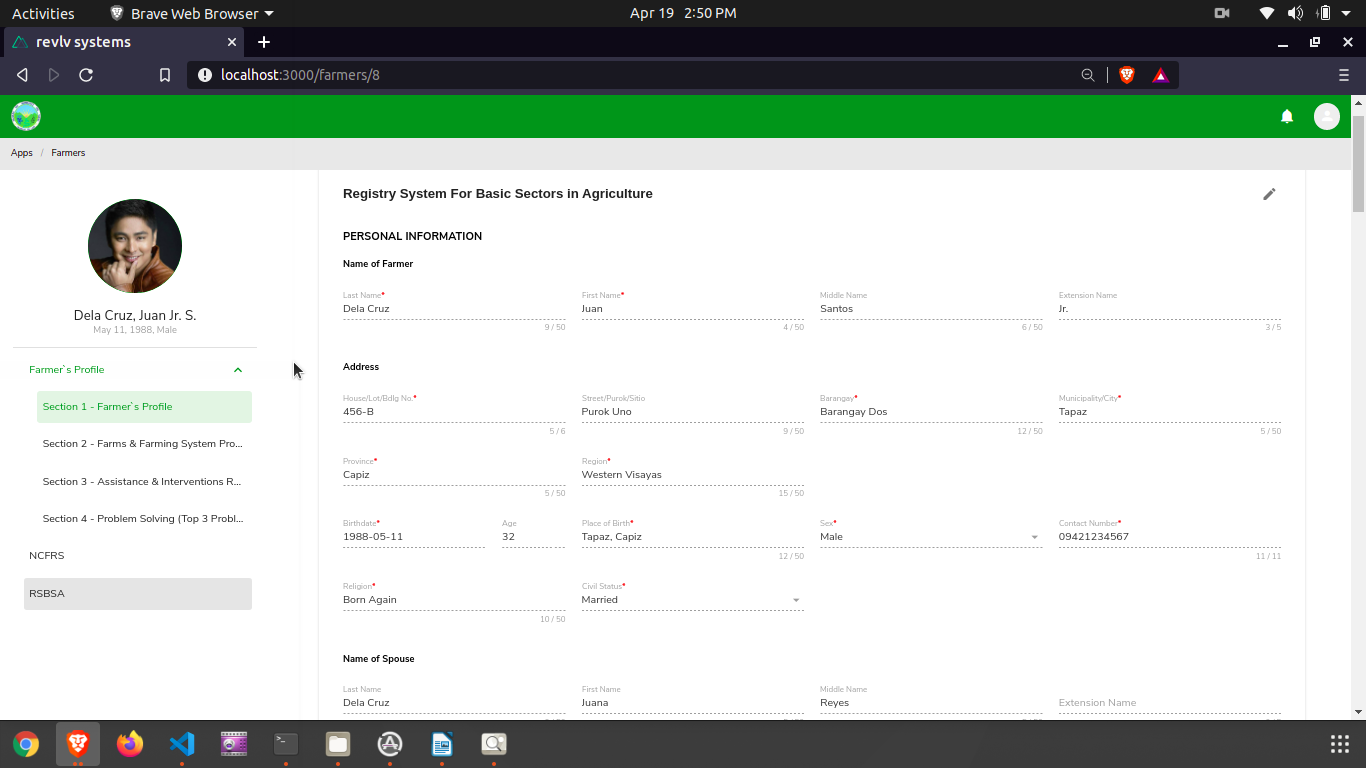 Activities
Brave Web Browser
Apr 19 2:50 PM
revlv systems
localhost:3000/farmers/8
Apps / Farmers
Dela Cruz, Juan Jr. S.
May 11, 1988, Male
Farmer`s Profile
Section 1 - Farmer`s Profile
Section 2 - Farms & Farming System Pro...
Section 3 - Assistance & Interventions R...
Section 4 - Problem Solving (Top 3 Probl...
NCFRS
RSBSA
Registry System For Basic Sectors in Agriculture
PERSONAL INFORMATION
Name of Farmer
Last Name* First Name* Middle Name Extension Name
Dela Cruz Juan Santos Jr.
9 / 50 4 / 50 6 / 50 3 / 5
Address
House/Lot/Bdlg No.* Street/Purok/Sitio Barangay* Municipality/City*
456-B Purok Uno Barangay Dos Tapaz
5 / 6 9 / 50 12 / 50 5 / 50
Province* Region*
Capiz Western Visayas
5 / 50 15 / 50
Birthdate* Age Place of Birth* Sex* Contact Number*
1988-05-11 32 Tapaz, Capiz Male 09421234567
12 / 50 11 / 11
Religion* Civil Status*
Born Again Married
10 / 50
Name of Spouse
Last Name First Name Middle Name
Dela Cruz Juana Reyes Extension Name